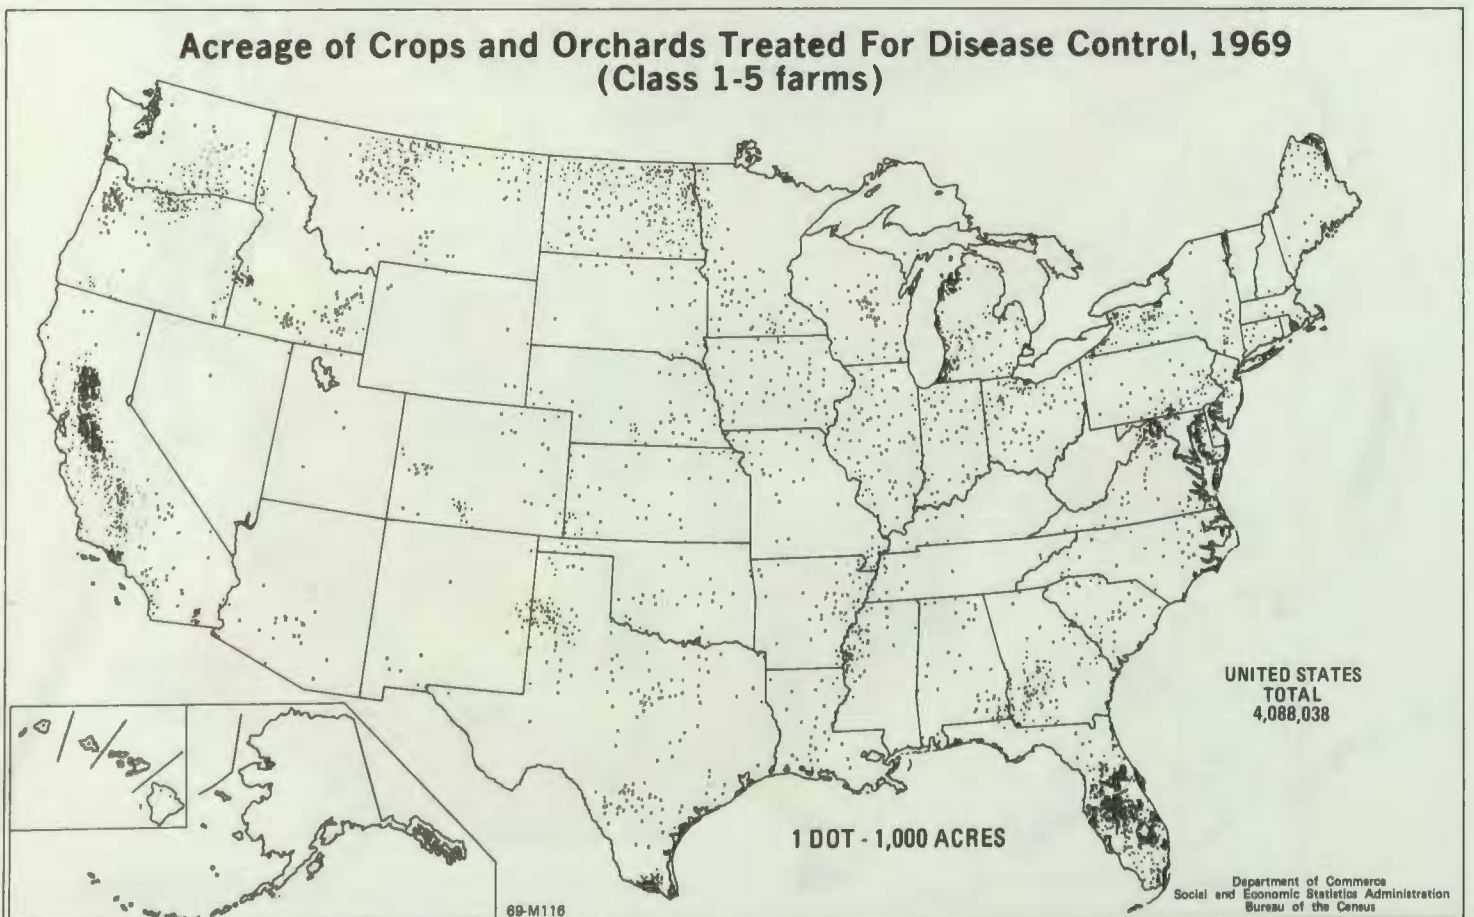 Acreage of Crops and Orchards Treated For Disease Control, 1969
(Class 1-5 farms)
UNITED STATES
TOTAL
4,088,038
1 DOT - 1,000 ACRES
Department of Commerce
Social and Economic Statistics Administration
Bureau of the Census
69-M116